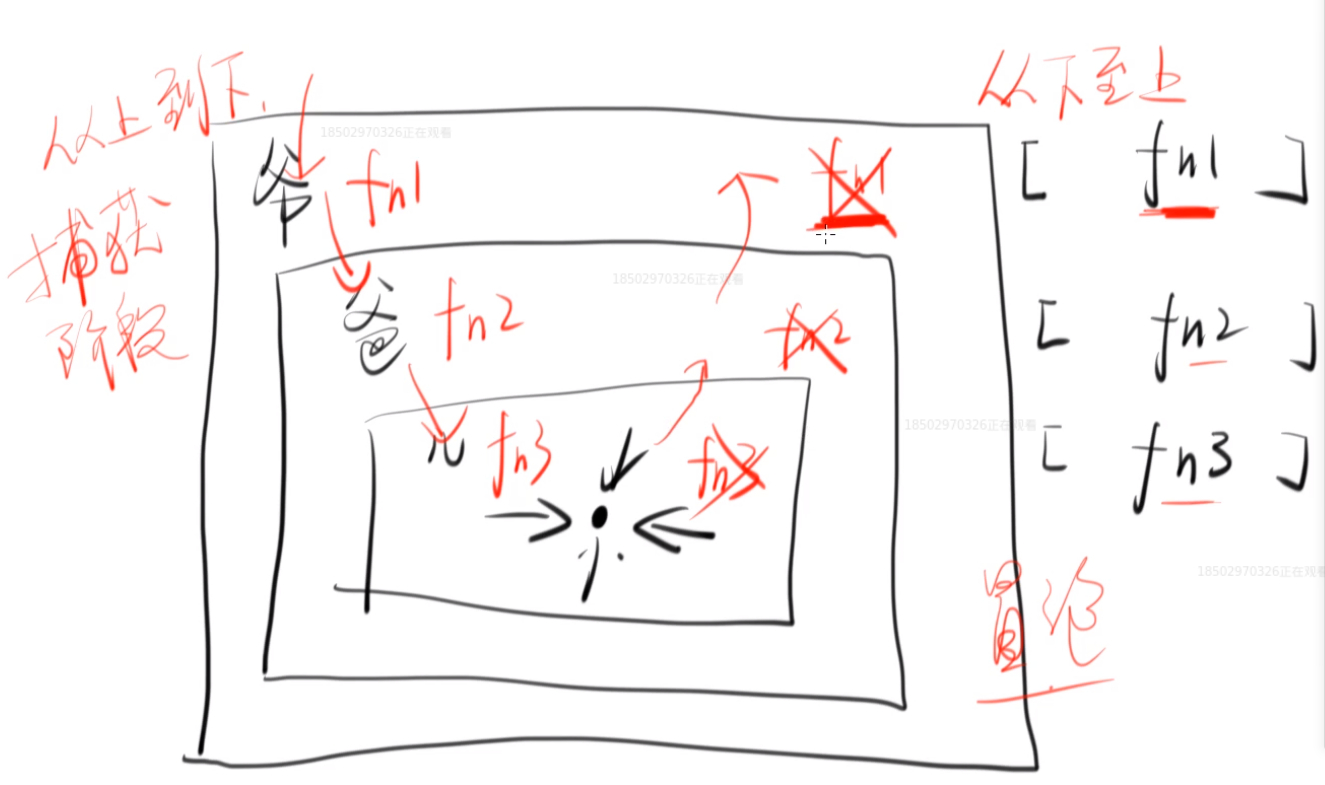 从上到下.
从下至上
18502970326正在观看
爷 fn1
fn1
[ fn1 ]
捕获
阶段
18502970326正在观看
爸 fn2
fn2
[ fn2 ]
儿 fn3
fn3
18502970326正在观看
[ fn3 ]
18502970326正在观看
冒泡